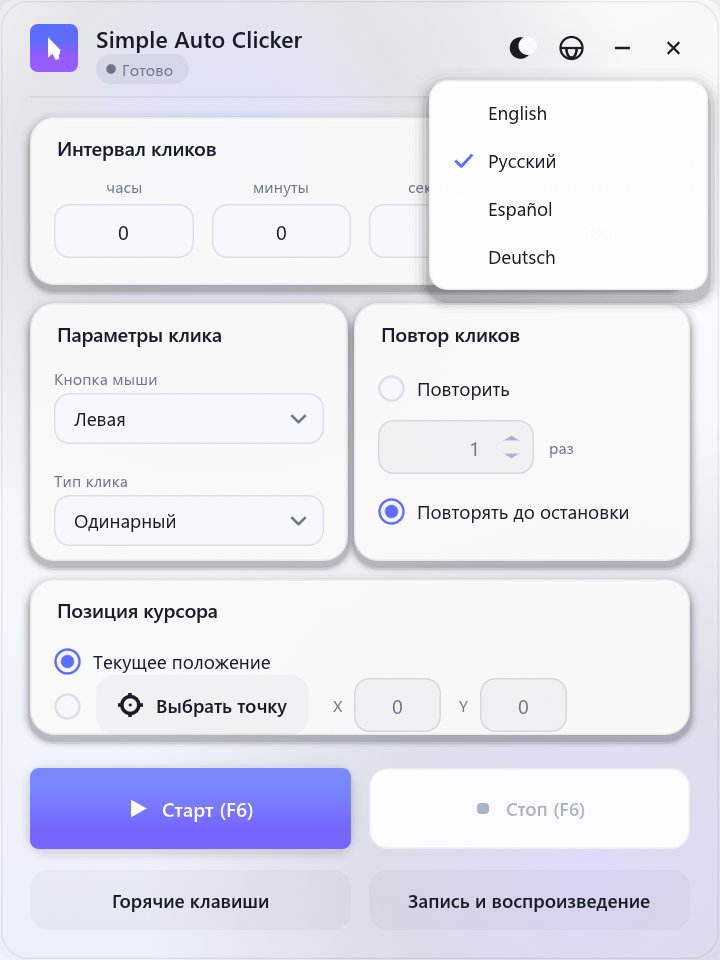 Simple Auto Clicker
Готово
English
Русский
Español
Deutsch
Интервал кликов
часы минуты
0 0
Параметры клика
Кнопка мыши
Левая
Тип клика
Одинарный
Повтор кликов
Повторить
1 раз
Повторять до остановки
Позиция курсора
Текущее положение
Выбрать точку X 0 Y 0
Старт (F6) Стоп (F6)
Горячие клавиши Запись и воспроизведение